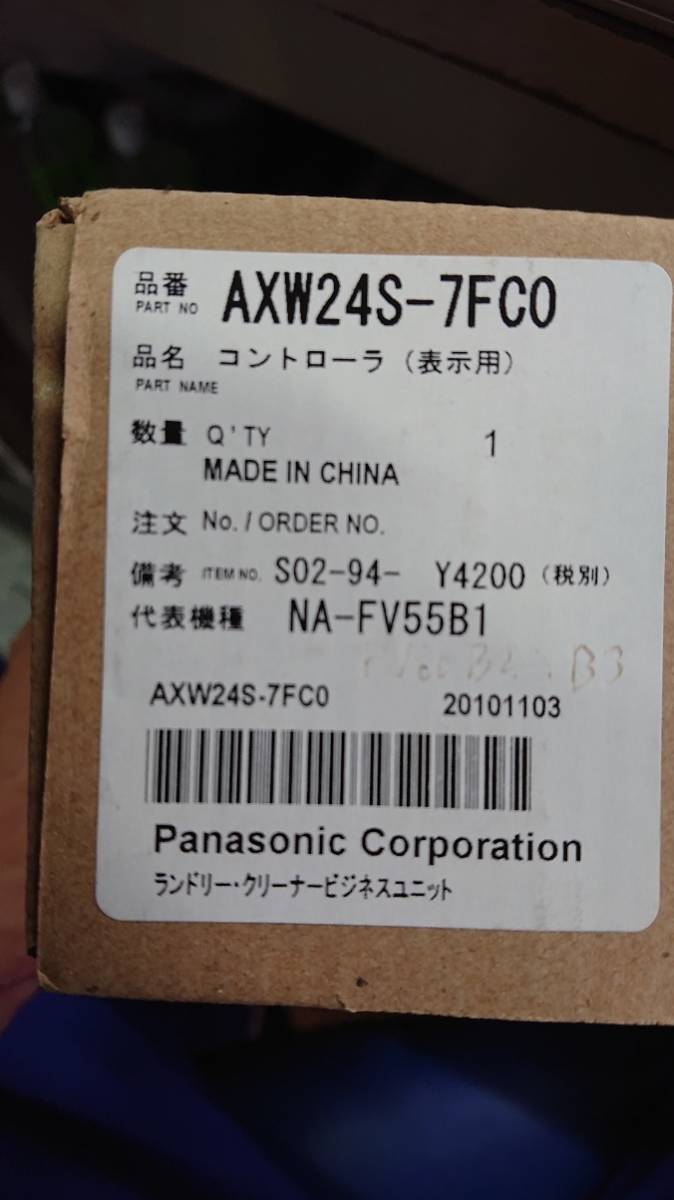 品番 AXW24S-7FC0
PART NO
品名 コントローラ(表示用)
PART NAME
数量 Q'TY 1
MADE IN CHINA
注文 No./ORDER NO.
備考 ITEM NO. S02-94- Y4200(税別)
代表機種 NA-FV55B1
B3
AXW24S-7FC0 20101103
Panasonic Corporation
ランドリー・クリーナービジネスユニット